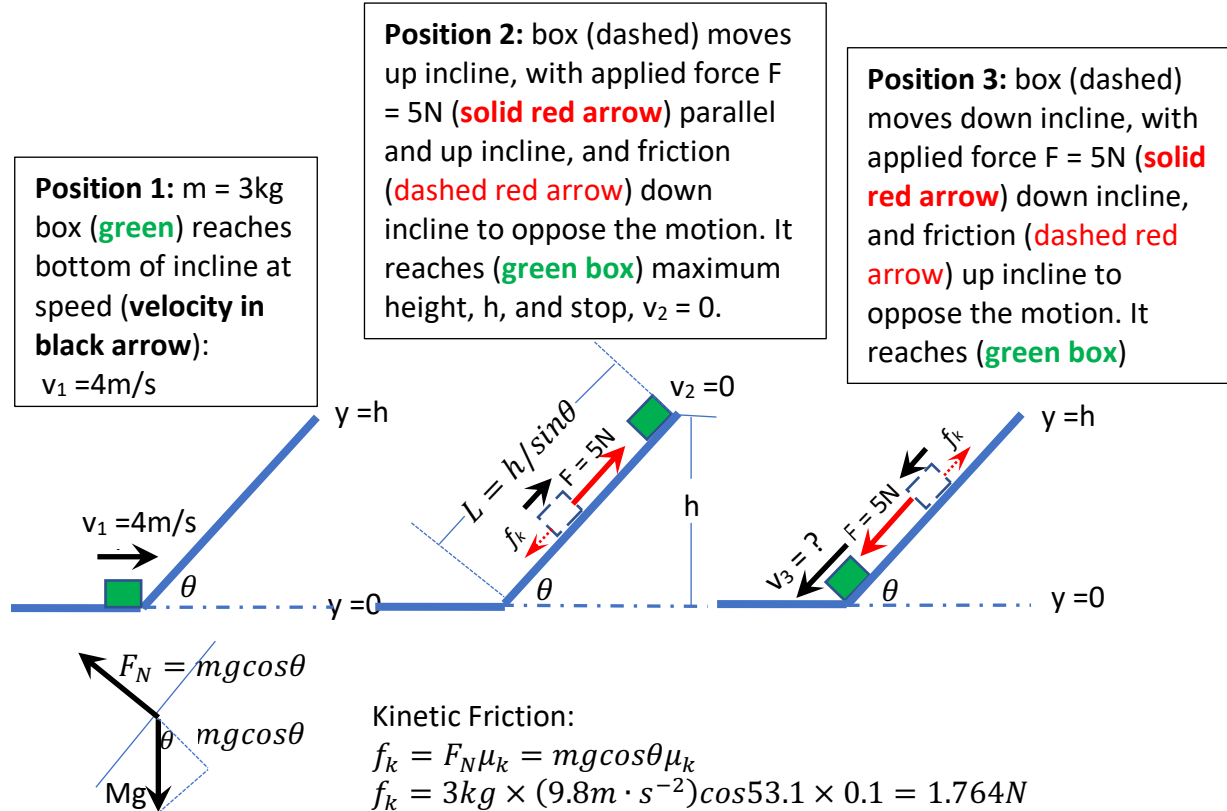 Position 1: m = 3kg
box (green) reaches
bottom of incline at
speed (velocity in
black arrow):
v₁ =4m/s
Position 2: box (dashed) moves
up incline, with applied force F
= 5N (solid red arrow) parallel
and up incline, and friction
(dashed red arrow) down
incline to oppose the motion. It
reaches (green box) maximum
height, h, and stop, v₂ = 0.
Position 3: box (dashed)
moves down incline, with
applied force F = 5N (solid
red arrow) down incline,
and friction (dashed red
arrow) up incline to
oppose the motion. It
reaches (green box)
y =h
v₁ =4m/s
θ
y=0
v₂ =0
L = h/sinθ
F = 5N
fₖ
h
θ
y =h
fₖ
F = 5N
v₃ = ?
θ
y=0
F_N = mgcosθ
θ
mgcosθ
Mg
Kinetic Friction:
fₖ = F_Nμₖ = mgcosθμₖ
fₖ = 3kg × (9.8m · s⁻²)cos53.1 × 0.1 = 1.764N